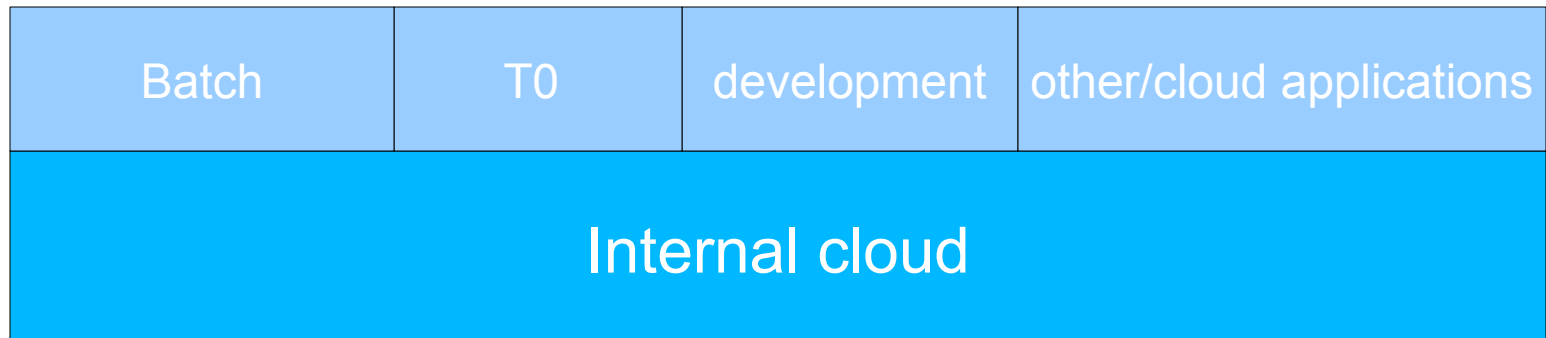 Batch
T0
development
other/cloud applications
Internal cloud